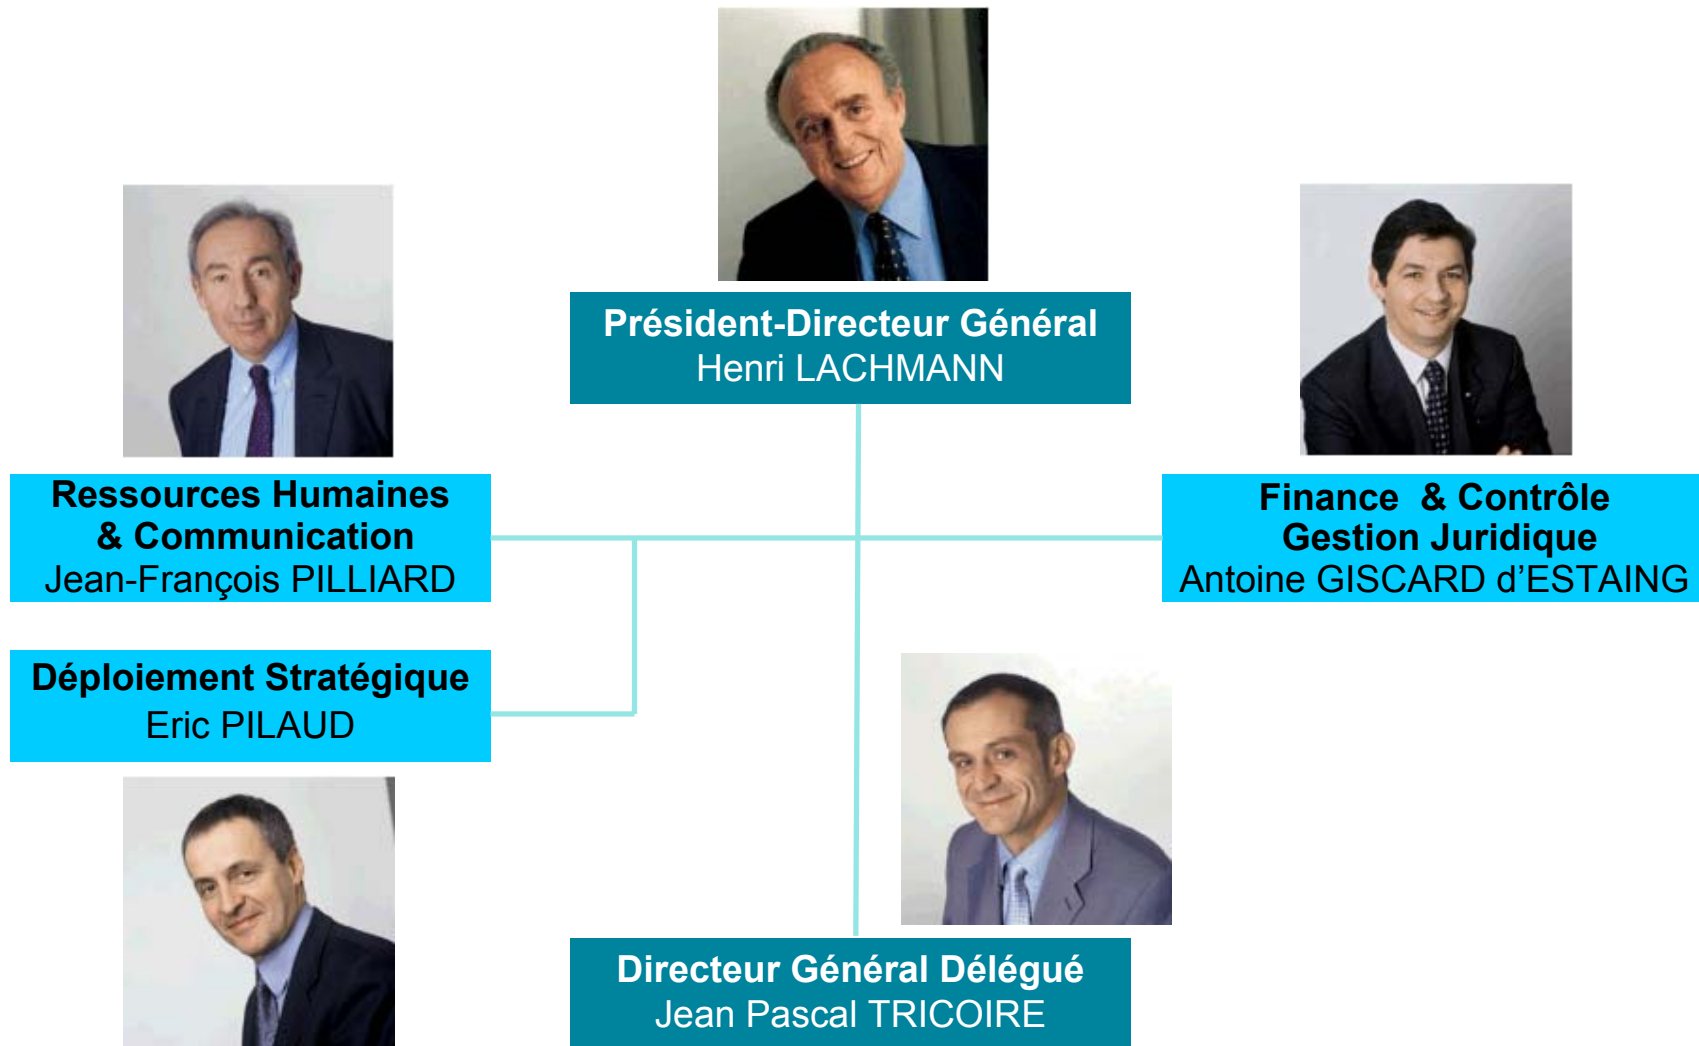 Président-Directeur Général
Henri LACHMANN
Ressources Humaines
& Communication
Jean-François PILLIARD
Finance & Contrôle
Gestion Juridique
Antoine GISCARD d’ESTAING
Déploiement Stratégique
Eric PILAUD
Directeur Général Délégué
Jean Pascal TRICOIRE